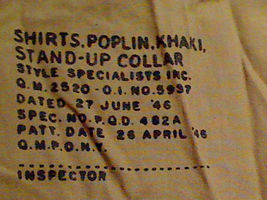 SHIRTS, POPLIN, KHAKI,
STAND-UP COLLAR
STYLE SPECIALISTS INC.
Q.M. 2520 - O.I. NO. 5937
DATED 27 JUNE '46
SPEC. NO. P.Q.D. 482A
PATT. DATE 26 APRIL '46
Q.M.P.O.N.Y.
INSPECTOR